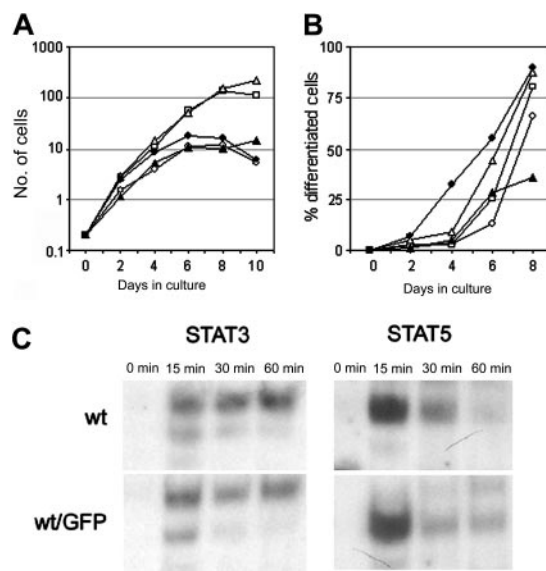 A
B
1000
100
10
1
0.1
No. of cells
0 2 4 6 8 10
Days in culture
100
75
50
25
0
% differentiated cells
0 2 4 6 8
Days in culture
C
STAT3
STAT5
0 min 15 min 30 min 60 min
0 min 15 min 30 min 60 min
wt
wt/GFP